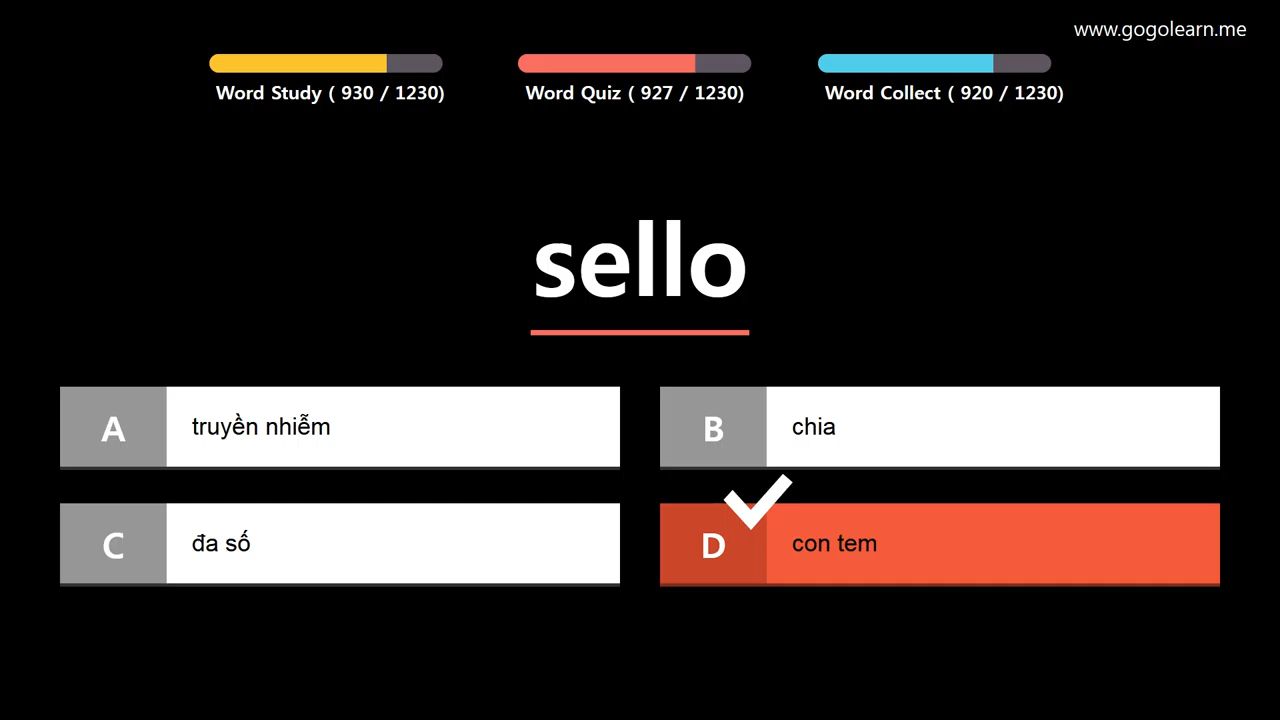 www.gogolearn.me
Word Study ( 930 / 1230)
Word Quiz ( 927 / 1230)
Word Collect ( 920 / 1230)
sello
A truyền nhiễm
B chia
C đa số
D con tem